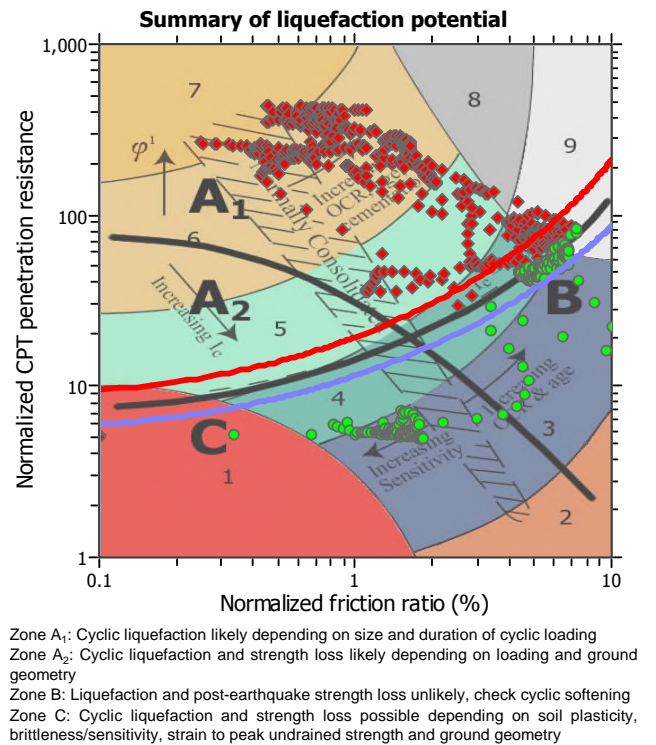 Summary of liquefaction potential
Normalized CPT penetration resistance
1,000
100
10
1
7
8
9
φ¹
A₁
6
Increasing
OCR
Normally Consolidated
A₂
Increasing Ic
5
B
4
Increasing
OCR & age
3
C
Increasing
Sensitivity
1
2
0.1
1
10
Normalized friction ratio (%)
Zone A₁: Cyclic liquefaction likely depending on size and duration of cyclic loading
Zone A₂: Cyclic liquefaction and strength loss likely depending on loading and ground
geometry
Zone B: Liquefaction and post-earthquake strength loss unlikely, check cyclic softening
Zone C: Cyclic liquefaction and strength loss possible depending on soil plasticity,
brittleness/sensitivity, strain to peak undrained strength and ground geometry